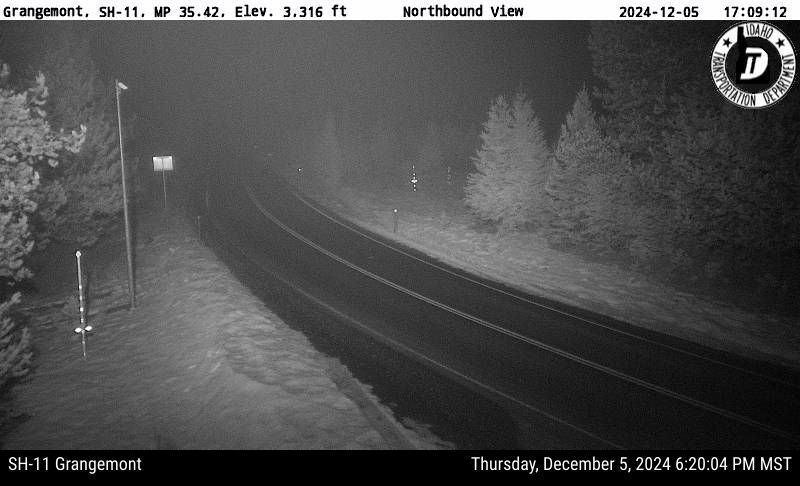 Grangemont, SH-11, MP 35.42, Elev. 3,316 ft Northbound View 2024-12-05 17:09:12
IDAHO
TRANSPORTATION DEPARTMENT
SH-11 Grangemont Thursday, December 5, 2024 6:20:04 PM MST